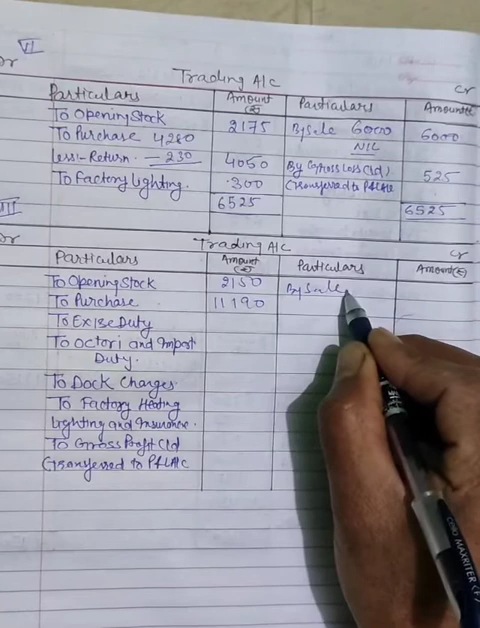 VI
Dr
Trading A/C
Cr
Particulars Amount (₹) Particulars Amount(₹)
To Opening Stock 2175 By Sale 6000 6000
To Purchase 4280 NIL
Less:- Return. — 230 4050 By Gross Loss C/d 525
To Factory Lighting. 300 (Transferred to P&L A/c
6525 6525
VII
Dr
Trading A/C
Cr
Particulars Amount (₹) Particulars Amount(₹)
To Opening Stock 2150 By Sale
To Purchase 11190
To Exise Duty
To Octori and Import
Duty.
To Dock Charges.
To Factory Heating
Lighting and Insurance.
To Gross Profit C/d
(Transferred to P&L A/C
CELLO MAXRITER (F)